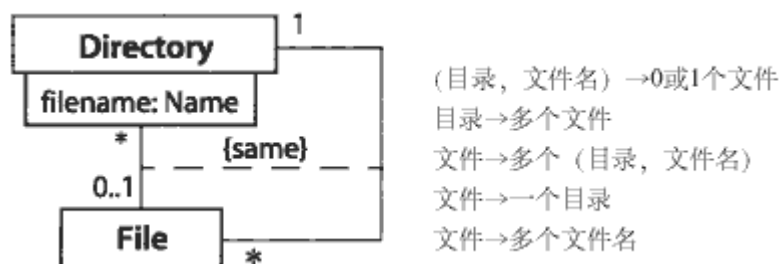 1
Directory
filename: Name
*
{same}
0..1
File
*
(目录，文件名) →0或1个文件
目录→多个文件
文件→多个 (目录，文件名)
文件→一个目录
文件→多个文件名